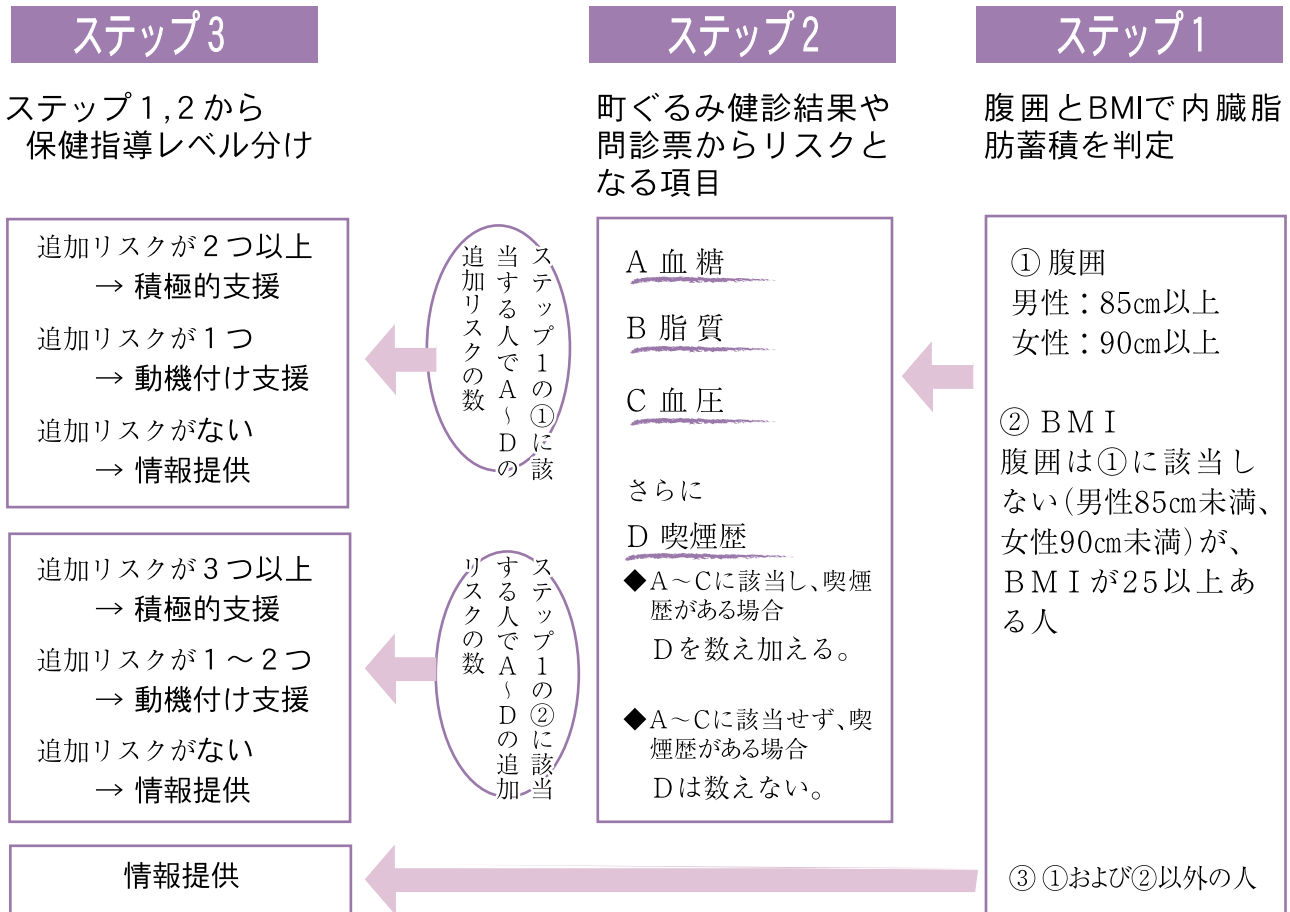 ステップ1
腹囲とBMIで内臓脂
肪蓄積を判定
① 腹囲
男性：85㎝以上
女性：90㎝以上
② ＢＭＩ
腹囲は①に該当し
ない（男性85㎝未満、
女性90㎝未満）が、
ＢＭＩが25以上あ
る人
③ ①および②以外の人
ステップ2
町ぐるみ健診結果や
問診票からリスクと
なる項目
Ａ 血 糖
Ｂ 脂 質
Ｃ 血 圧
さらに
Ｄ 喫煙歴
◆Ａ～Ｃに該当し、喫煙
歴がある場合
Ｄを数え加える。
◆Ａ～Ｃに該当せず、喫
煙歴がある場合
Ｄは数えない。
ステップ1の①に該
当する人でＡ～Ｄの
追加リスクの数
ステップ1の②に該当
する人でＡ～Ｄの追加
リスクの数
ステップ3
ステップ 1,2 から
保健指導レベル分け
追加リスクが２つ以上
→ 積極的支援
追加リスクが１つ
→ 動機付け支援
追加リスクがない
→ 情報提供
追加リスクが３つ以上
→ 積極的支援
追加リスクが１～２つ
→ 動機付け支援
追加リスクがない
→ 情報提供
情報提供